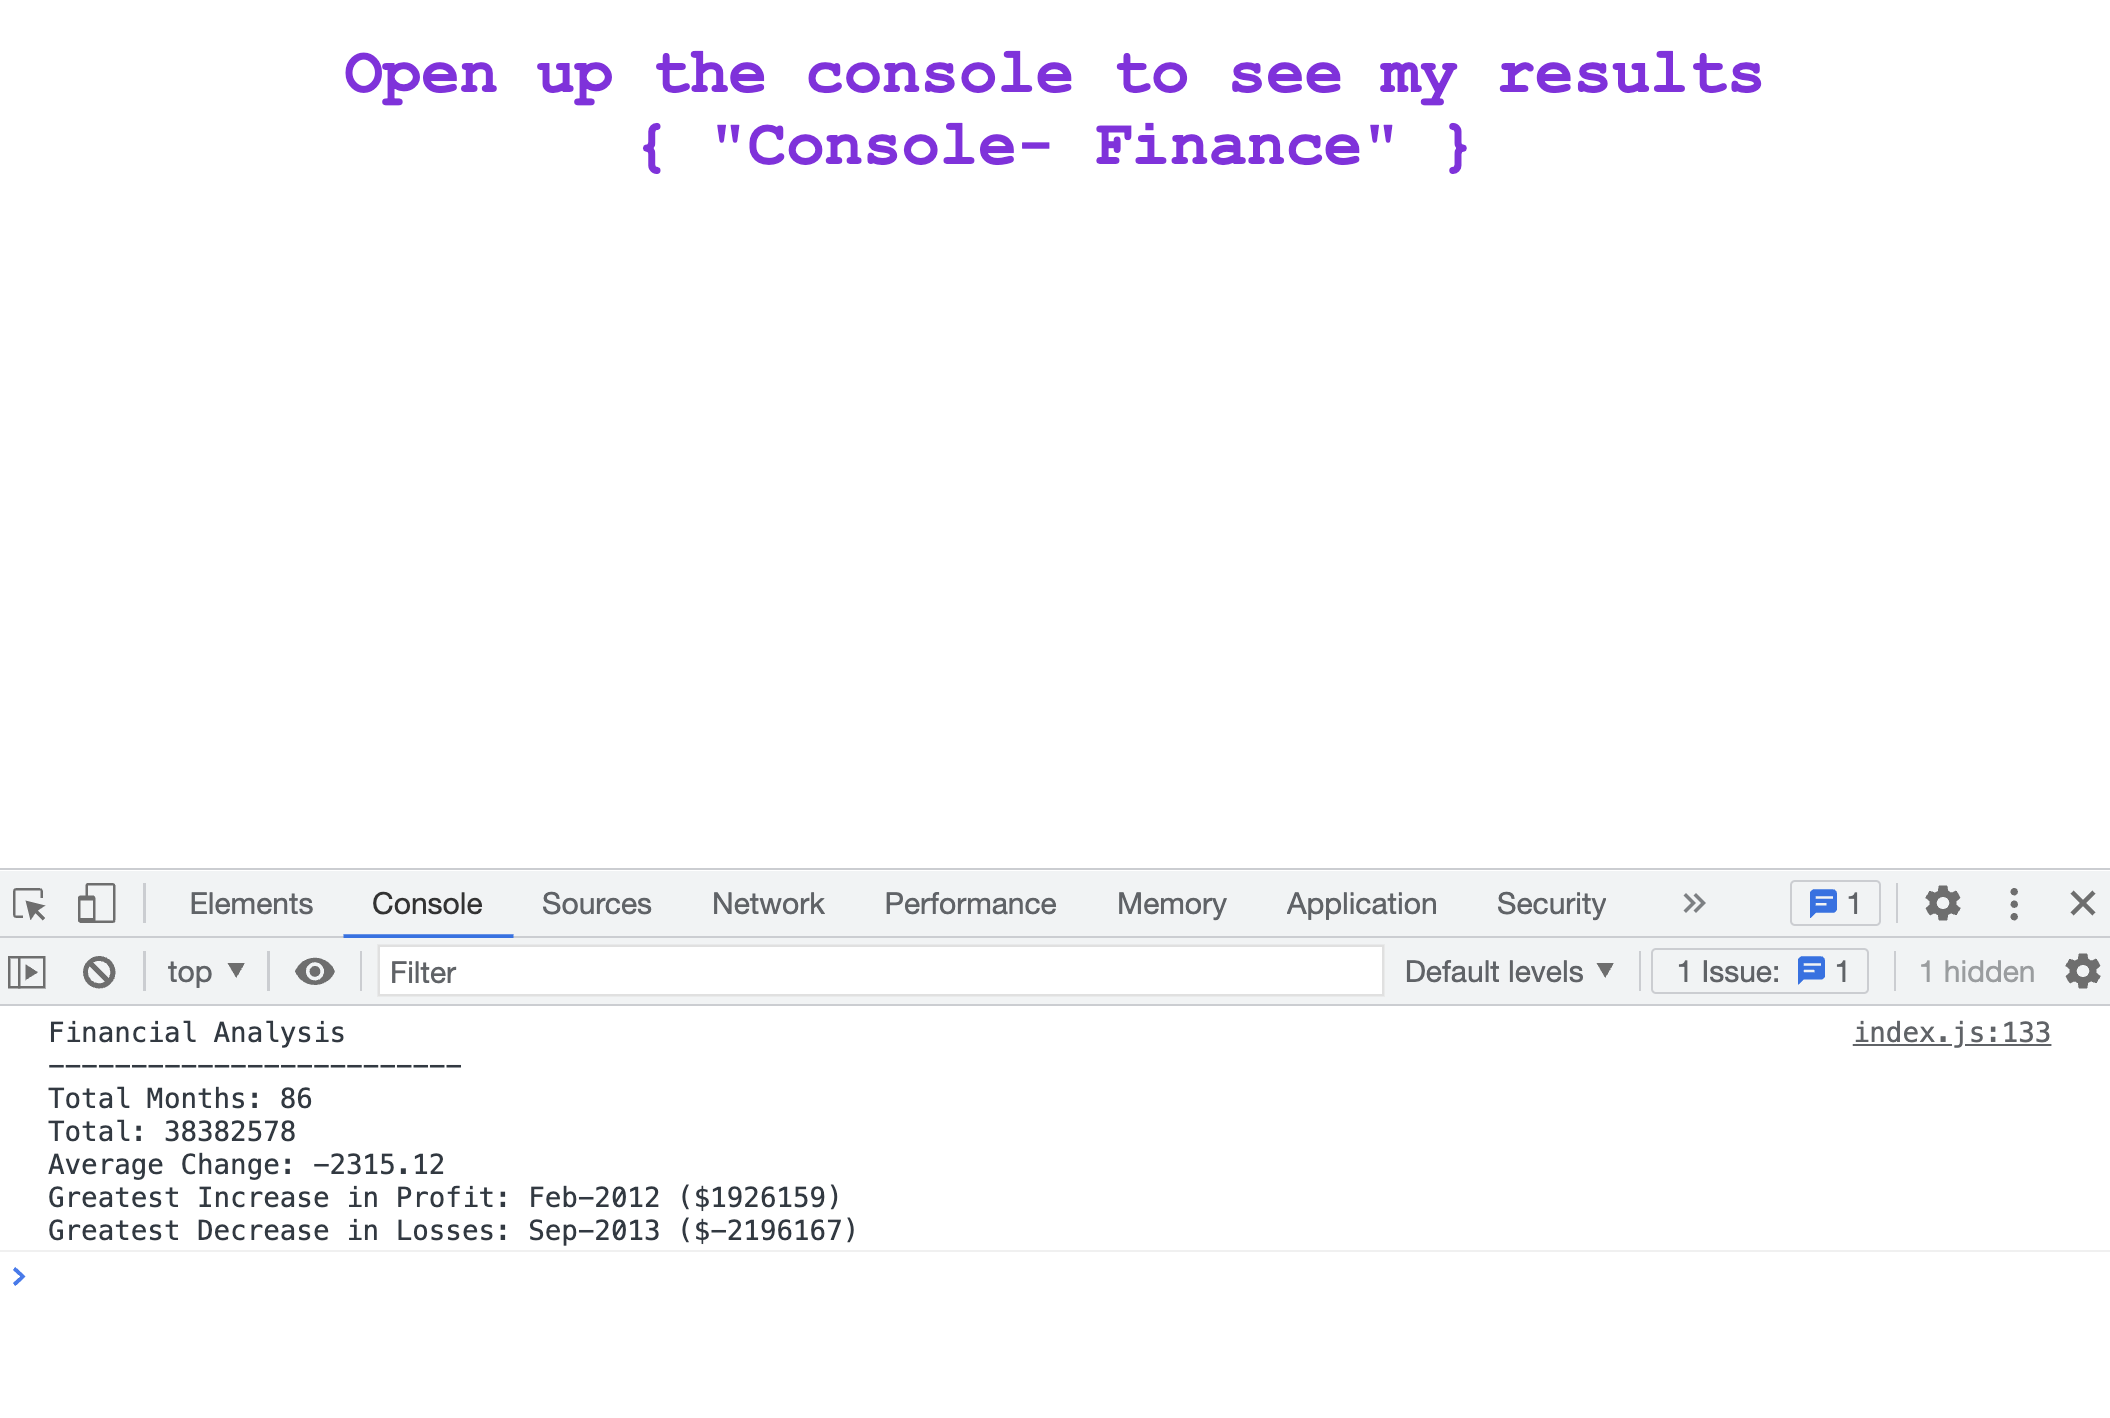 Open up the console to see my results
{ "Console- Finance" }
Elements Console Sources Network Performance Memory Application Security » 1
top ▼ Filter Default levels ▼ 1 Issue: 1 1 hidden
Financial Analysis index.js:133
-------------------------
Total Months: 86
Total: 38382578
Average Change: -2315.12
Greatest Increase in Profit: Feb-2012 ($1926159)
Greatest Decrease in Losses: Sep-2013 ($-2196167)
>